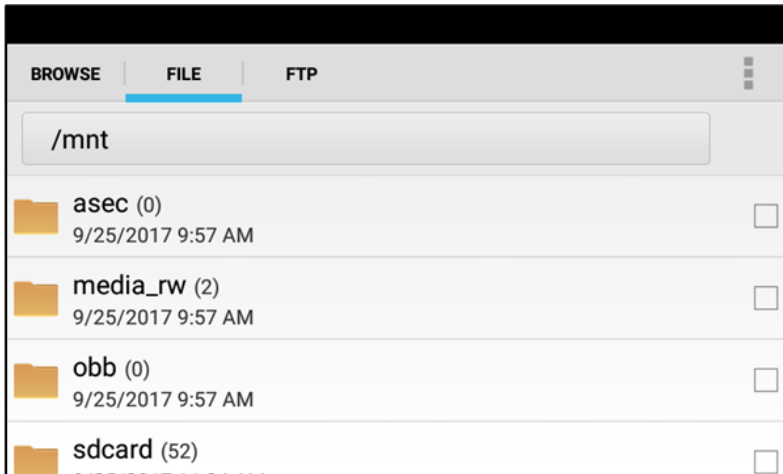 BROWSE FILE FTP
/mnt
asec (0)
9/25/2017 9:57 AM
media_rw (2)
9/25/2017 9:57 AM
obb (0)
9/25/2017 9:57 AM
sdcard (52)